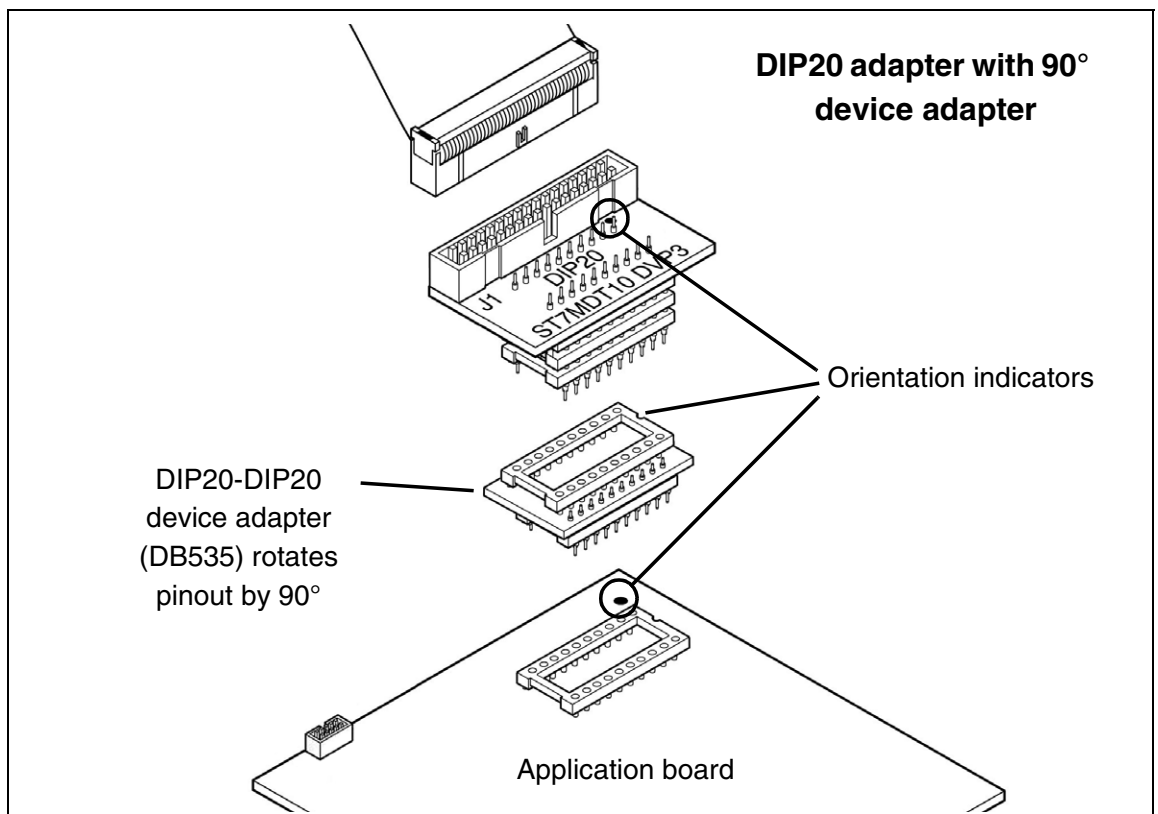 DIP20 adapter with 90°
device adapter
J1
DIP20
ST7MDT10 DVP3
Orientation indicators
DIP20-DIP20
device adapter
(DB535) rotates
pinout by 90°
Application board